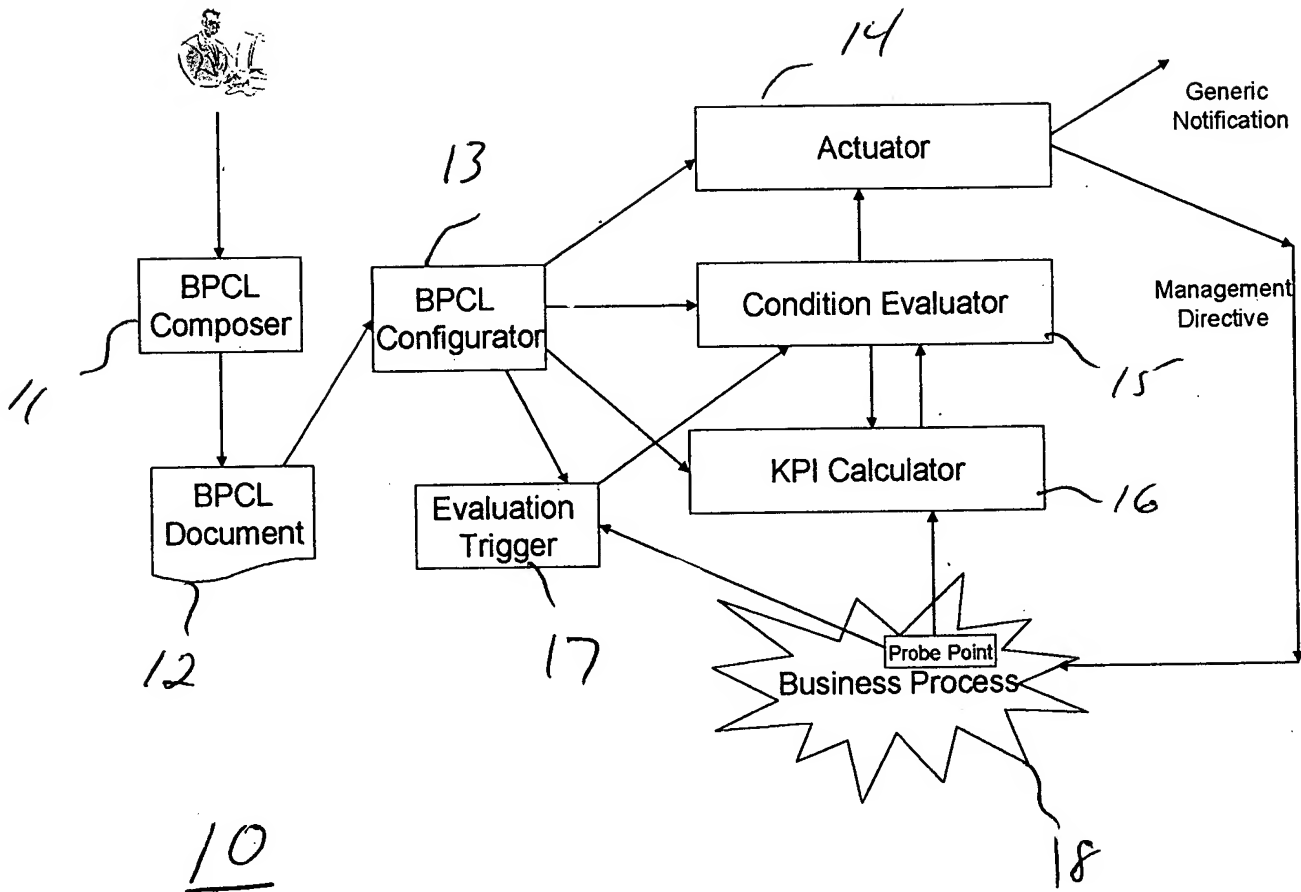 14
Generic
Notification
Actuator
13
BPCL
Composer
BPCL
Configurator
Condition Evaluator
Management
Directive
11
15
BPCL
Document
KPI Calculator
Evaluation
Trigger
16
12
17
Probe Point
Business Process
18
10